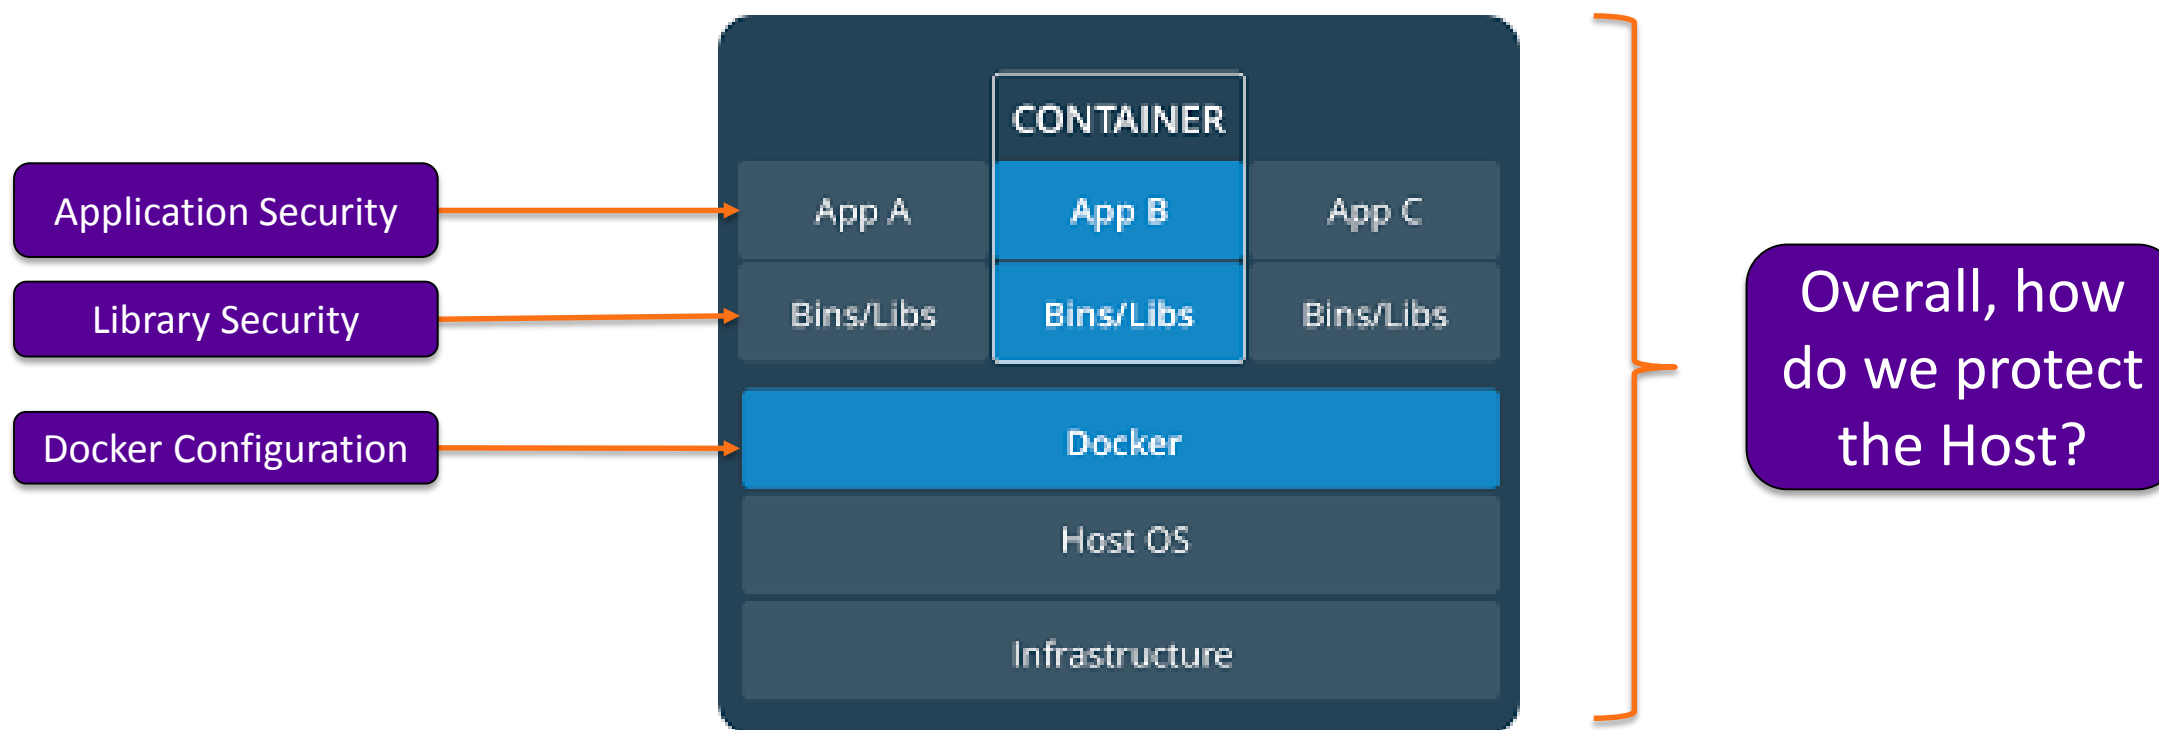 CONTAINER
Application Security
App A
App B
App C
Library Security
Bins/Libs
Bins/Libs
Bins/Libs
Docker Configuration
Docker
Host OS
Infrastructure
Overall, how
do we protect
the Host?